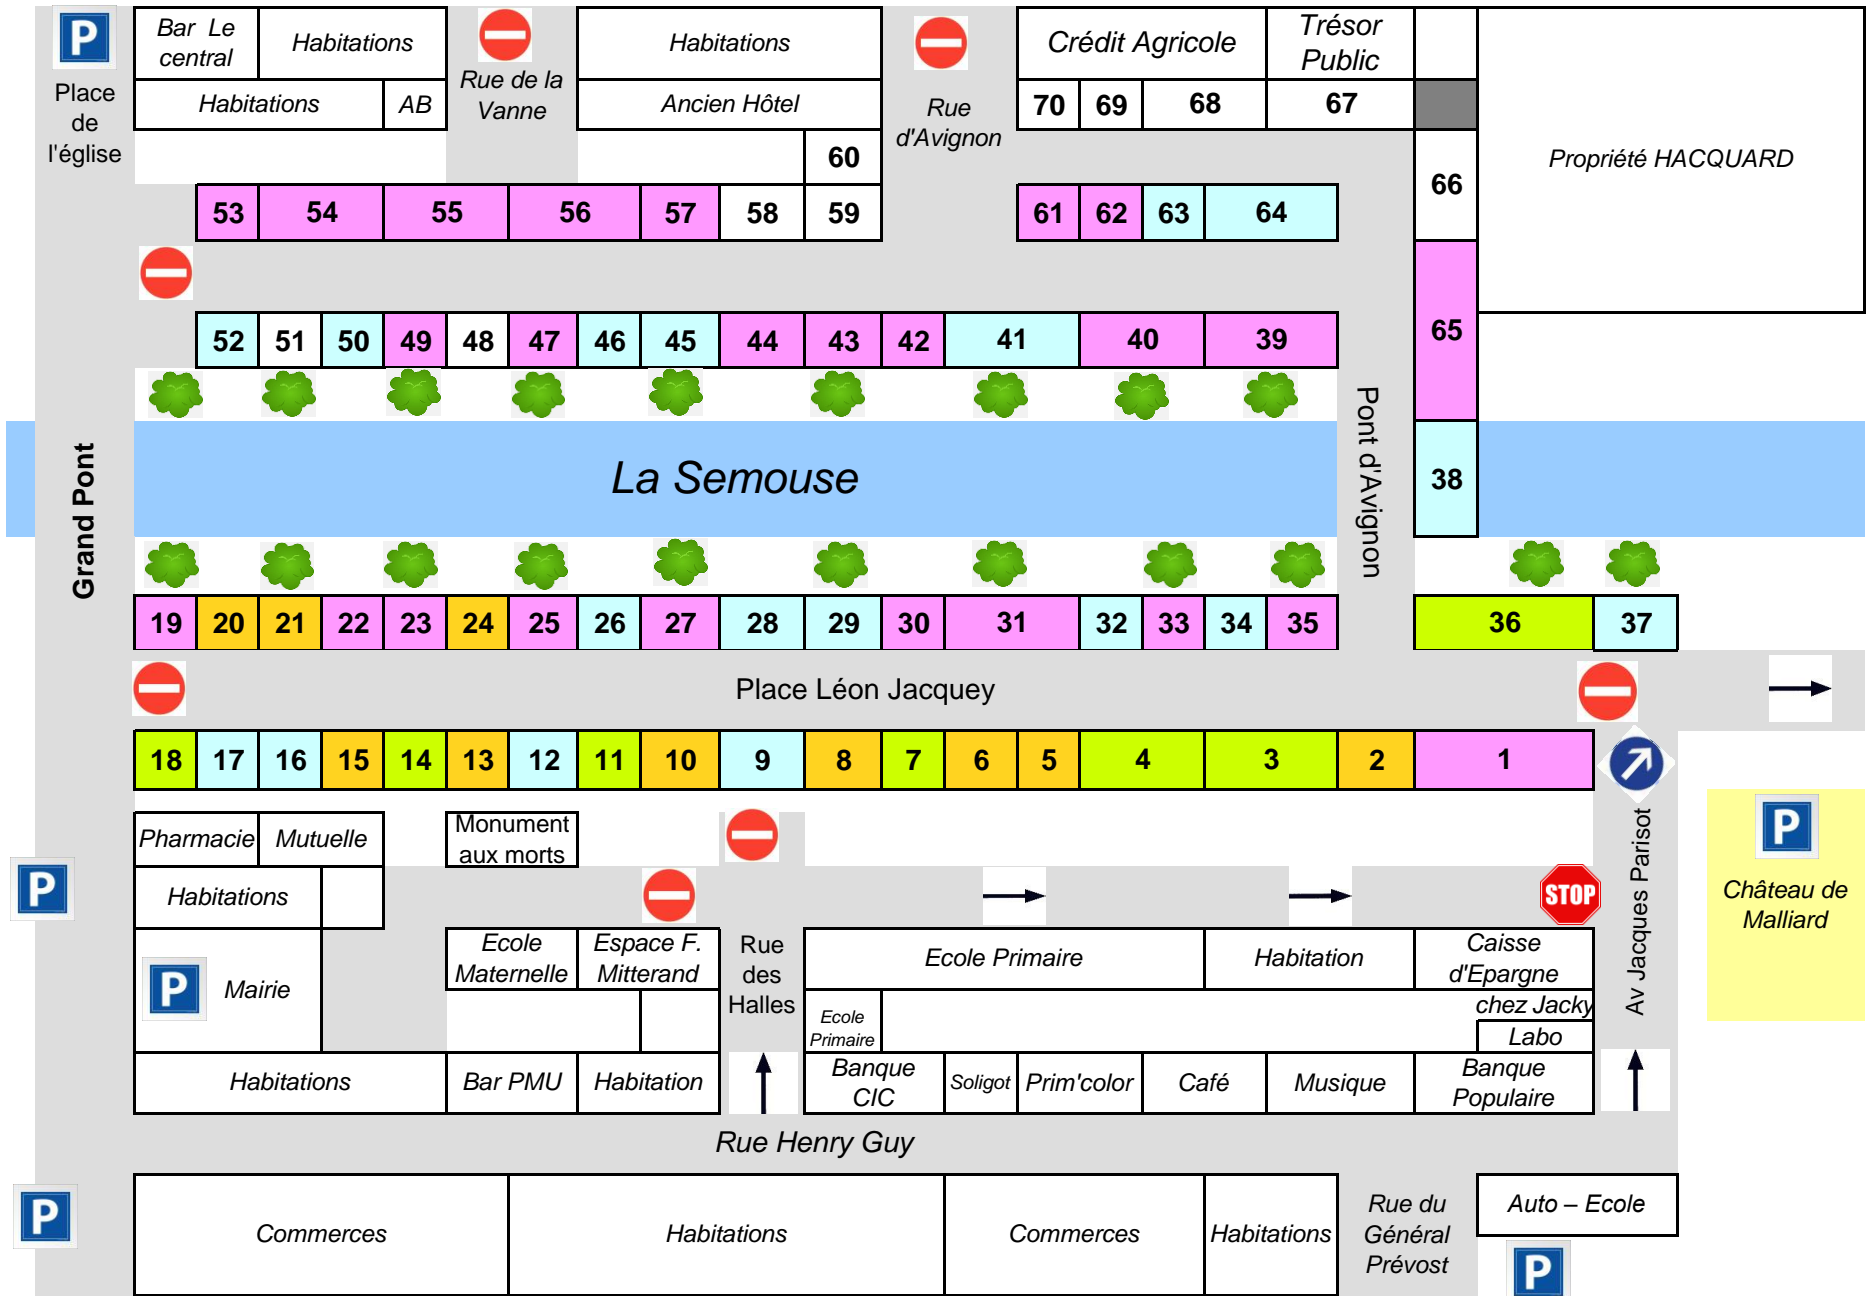 P
Place
de
l'église
Bar Le
central
Habitations
Rue de la
Vanne
Habitations
Rue
d'Avignon
Crédit Agricole
Trésor
Public
Habitations
AB
Ancien Hôtel
70 69 68 67
Propriété HACQUARD
60
66
53 54 55 56 57 58 59
61 62 63 64
65
52 51 50 49 48 47 46 45 44 43 42 41 40 39
Grand Pont
La Semouse
Pont d'Avignon
38
19 20 21 22 23 24 25 26 27 28 29 30 31 32 33 34 35
36 37
Place Léon Jacquey
18 17 16 15 14 13 12 11 10 9 8 7 6 5 4 3 2 1
Pharmacie
Mutuelle
Monument
aux morts
P
Habitations
STOP
Av Jacques Parisot
P
Château de
Malliard
P
Mairie
Ecole
Maternelle
Espace F.
Mitterand
Rue
des
Halles
Ecole Primaire
Habitation
Caisse
d'Epargne
chez Jacky
Ecole
Primaire
Labo
Habitations
Bar PMU
Habitation
Banque
CIC
Soligot
Prim'color
Café
Musique
Banque
Populaire
Rue Henry Guy
P
Commerces
Habitations
Commerces
Habitations
Rue du
Général
Prévost
Auto – Ecole
P